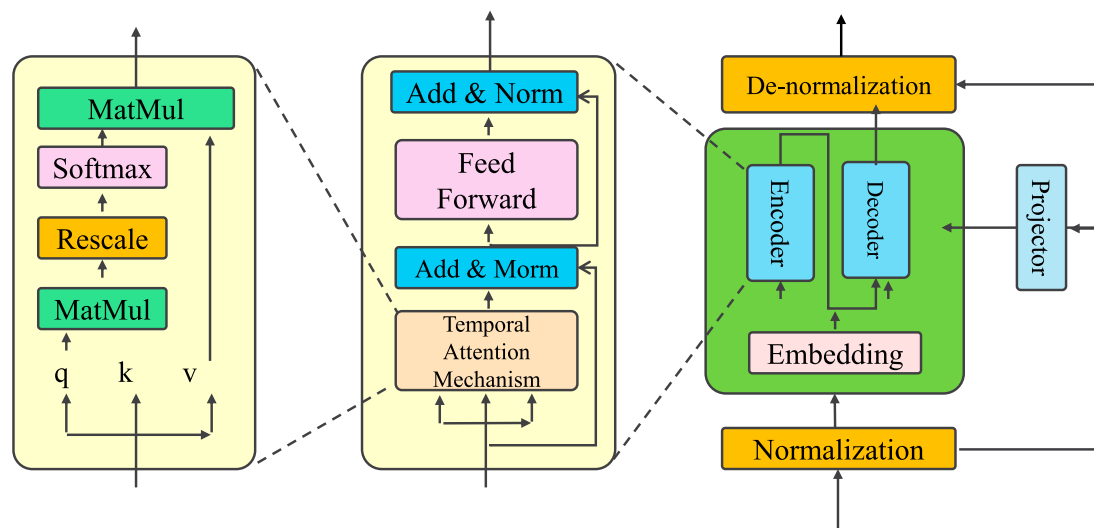 MatMul
Softmax
Rescale
MatMul
q k v
Add & Norm
Feed
Forward
Add & Morm
Temporal
Attention
Mechanism
De-normalization
Encoder
Decoder
Projector
Embedding
Normalization